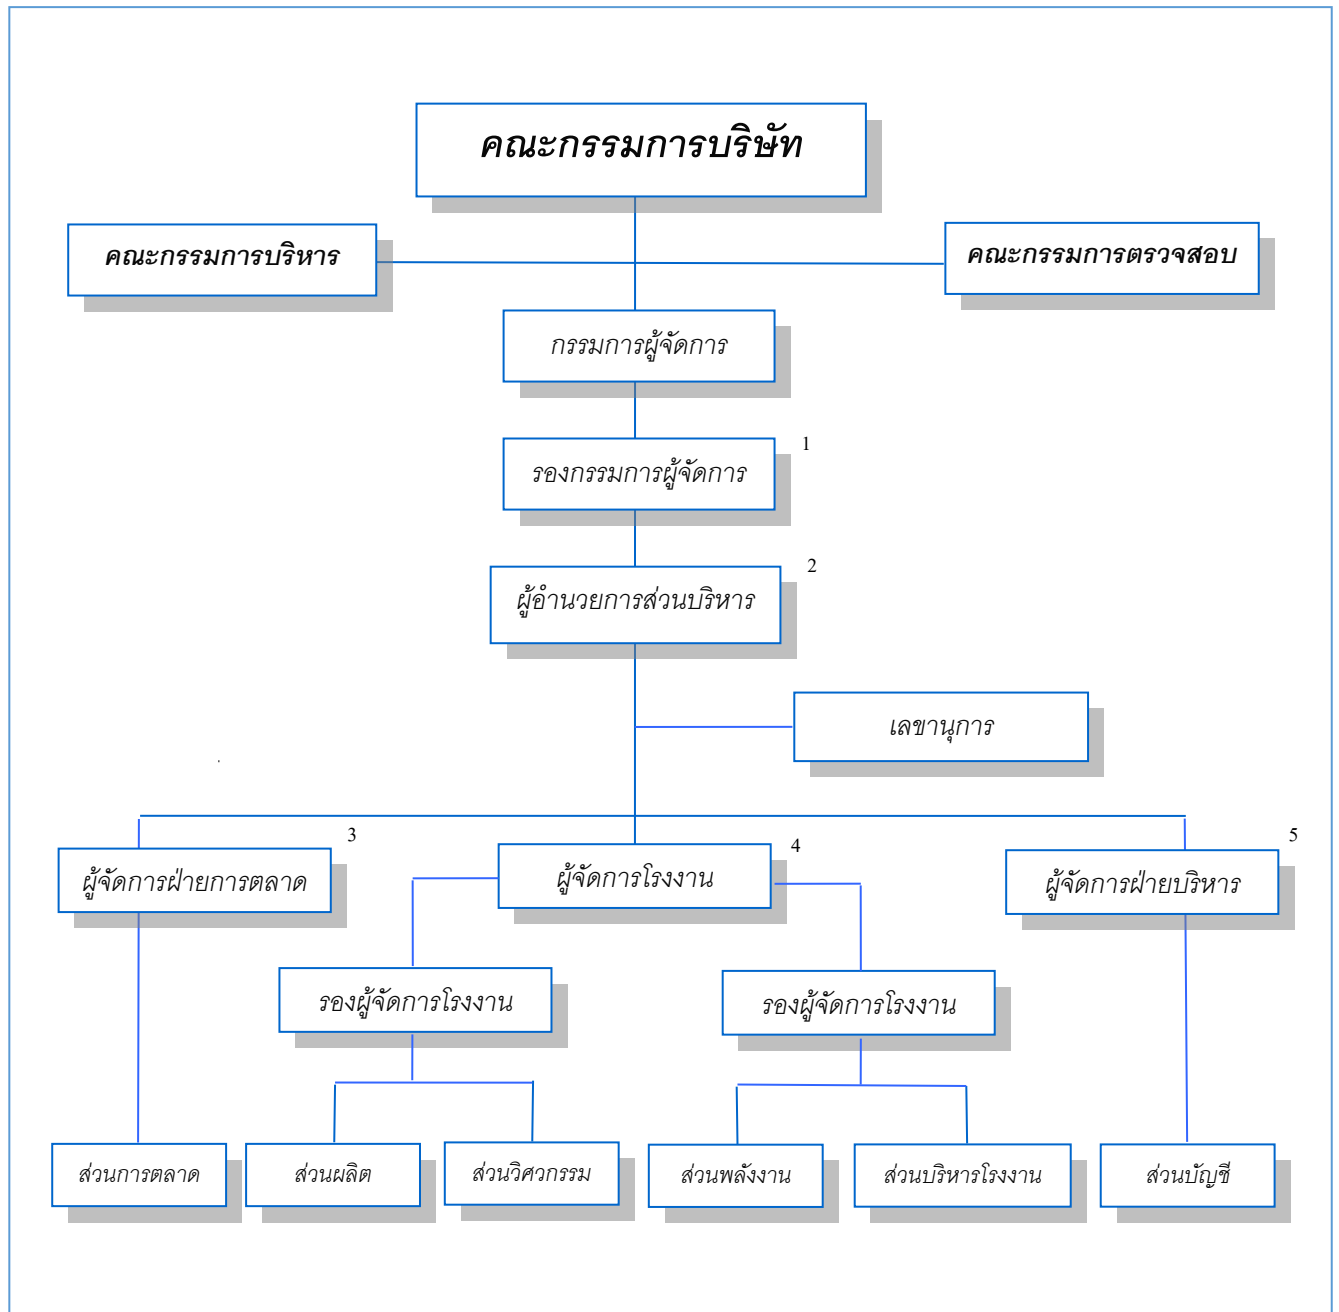 คณะกรรมการบริษัท
คณะกรรมการบริหาร
คณะกรรมการตรวจสอบ
กรรมการผู้จัดการ
1
รองกรรมการผู้จัดการ
2
ผู้อำนวยการส่วนบริหาร
เลขานุการ
3
ผู้จัดการฝ่ายการตลาด
4
ผู้จัดการโรงงาน
5
ผู้จัดการฝ่ายบริหาร
รองผู้จัดการโรงงาน
รองผู้จัดการโรงงาน
ส่วนการตลาด
ส่วนผลิต
ส่วนวิศวกรรม
ส่วนพลังงาน
ส่วนบริหารโรงงาน
ส่วนบัญชี